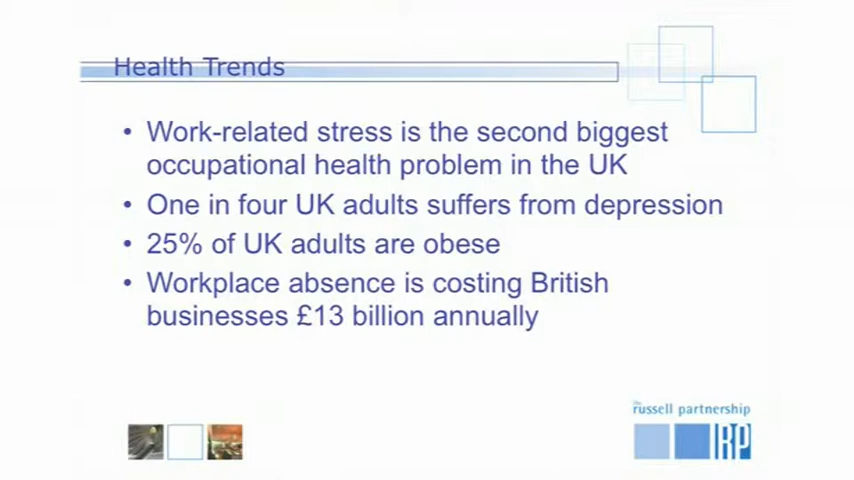 Health Trends
• Work-related stress is the second biggest
occupational health problem in the UK
• One in four UK adults suffers from depression
• 25% of UK adults are obese
• Workplace absence is costing British
businesses £13 billion annually
The
russell partnership
RP